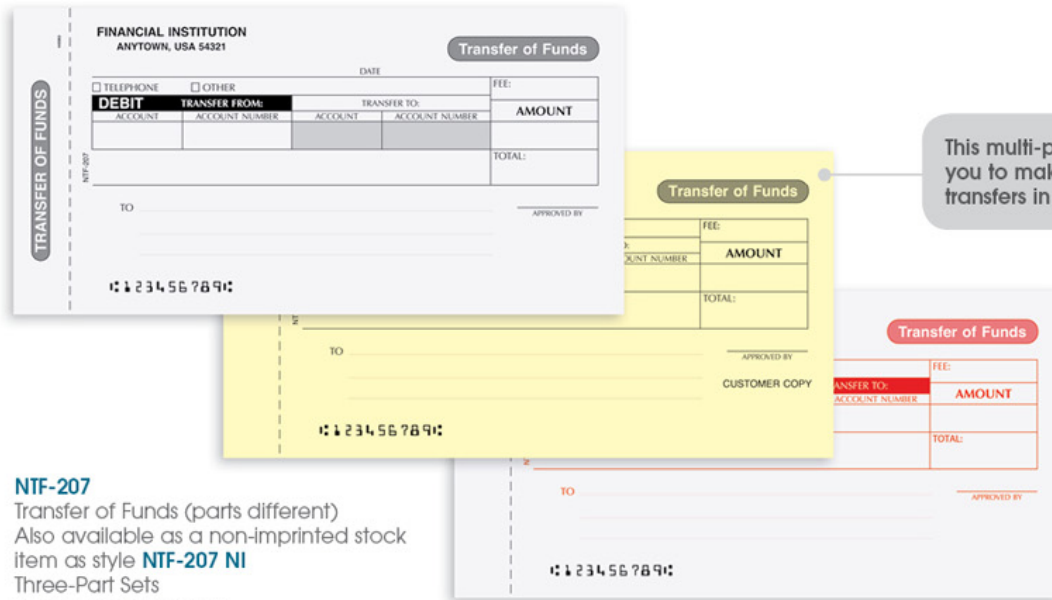 FINANCIAL INSTITUTION
ANYTOWN, USA 54321
Transfer of Funds
TRANSFER OF FUNDS
DATE
TELEPHONE OTHER
FEE:
DEBIT TRANSFER FROM: TRANSFER TO:
AMOUNT
ACCOUNT ACCOUNT NUMBER ACCOUNT ACCOUNT NUMBER
NTF-207
TOTAL:
TO
APPROVED BY
⑆123456789⑆
This multi-p
you to mak
transfers in
Transfer of Funds
FEE:
O:
OUNT NUMBER
AMOUNT
TOTAL:
NT
TO
APPROVED BY
CUSTOMER COPY
⑆123456789⑆
Transfer of Funds
FEE:
ANSFER TO:
ACCOUNT NUMBER
AMOUNT
TOTAL:
TO
APPROVED BY
⑆123456789⑆
NTF-207
Transfer of Funds (parts different)
Also available as a non-imprinted stock
item as style NTF-207 NI
Three-Part Sets